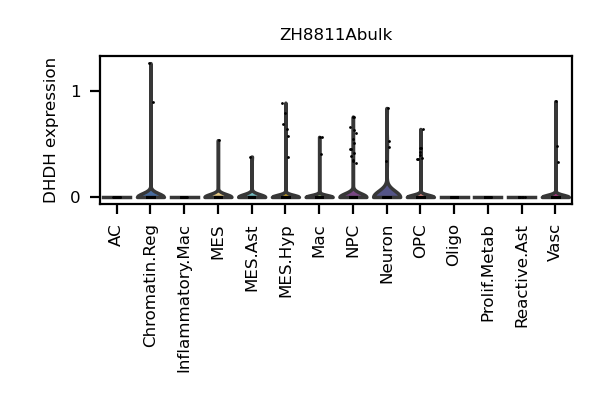 ZH8811Abulk
DHDH expression
1
0
AC
Chromatin.Reg
Inflammatory.Mac
MES
MES.Ast
MES.Hyp
Mac
NPC
Neuron
OPC
Oligo
Prolif.Metab
Reactive.Ast
Vasc